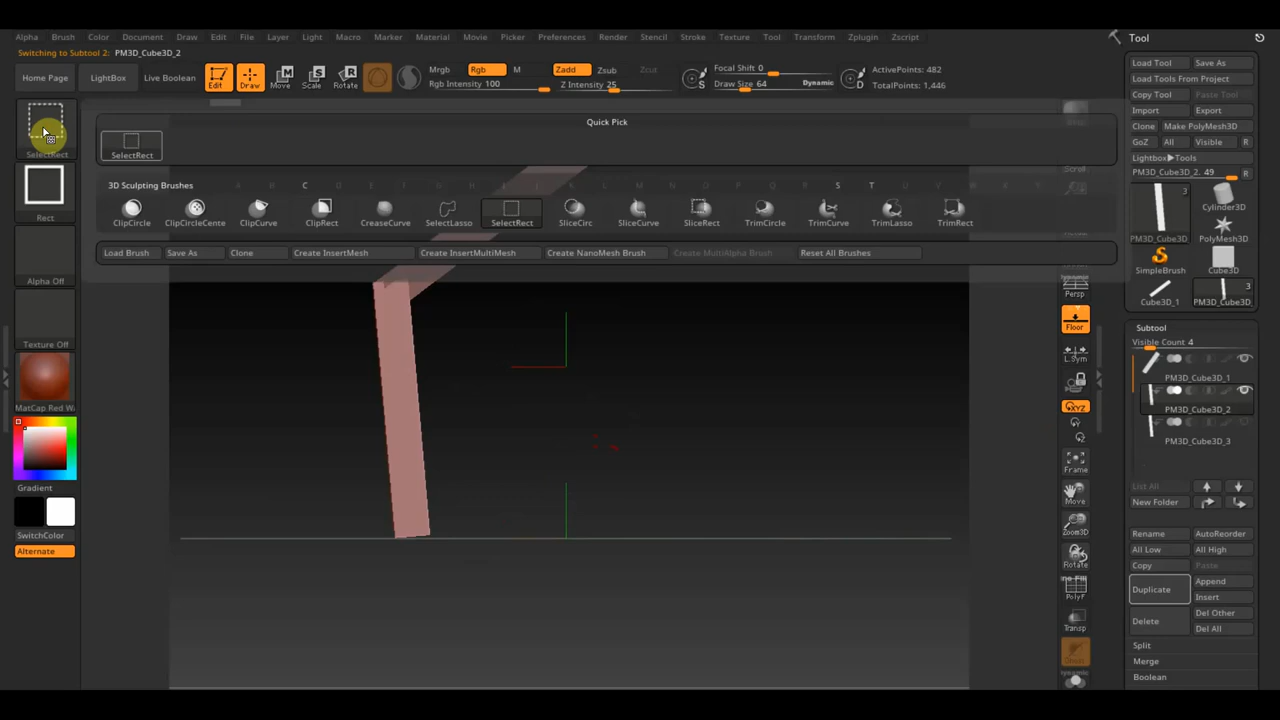 Alpha Brush Color Draw Edit File Layer Light Macro Marker Material Movie Picker Preferences Render Stencil Stroke Texture Tool Transform Zplugin Zscript
Tool
Switching to Subtool 2: PM3D_Cube3D_2
Home Page LightBox Live Boolean Edit Draw Move Scale Rotate
Mrgb Rgb M Zadd Zsub Zcut
Rgb Intensity 100 Z Intensity 25
Focal Shift 0
Draw Size 64 Dynamic
ActivePoints: 482
TotalPoints: 1,446
Load Tool Save As
Load Tools From Project
Copy Tool Paste Tool
Import Export
Clone Make PolyMesh3D
GoZ All Visible R
Lightbox▶Tools
PM3D_Cube3D_2. 49 R
3
PM3D_Cube3D Cylinder3D
PolyMesh3D
SimpleBrush Cube3D
3
Cube3D_1 PM3D_Cube3D_
Subtool
Visible Count 4
PM3D_Cube3D_1
PM3D_Cube3D_2
PM3D_Cube3D_3
List All
New Folder
Rename AutoReorder
All Low All High
Copy Paste
Duplicate Append
Insert
Delete Del Other
Del All
Split
Merge
Boolean
Quick Pick
SelectRect
3D Sculpting Brushes C S T
ClipCircle ClipCircleCente ClipCurve ClipRect CreaseCurve SelectLasso SelectRect SliceCirc SliceCurve SliceRect TrimCircle TrimCurve TrimLasso TrimRect
Load Brush Save As Clone Create InsertMesh Create InsertMultiMesh Create NanoMesh Brush Create MultiAlpha Brush Reset All Brushes
SelectRect
Rect
Alpha Off
Texture Off
MatCap Red Wa
Gradient
SwitchColor
Alternate
Scroll
Persp
Floor
L.Sym
XYZ
Frame
Move
Zoom3D
Rotate
PolyF
Transp